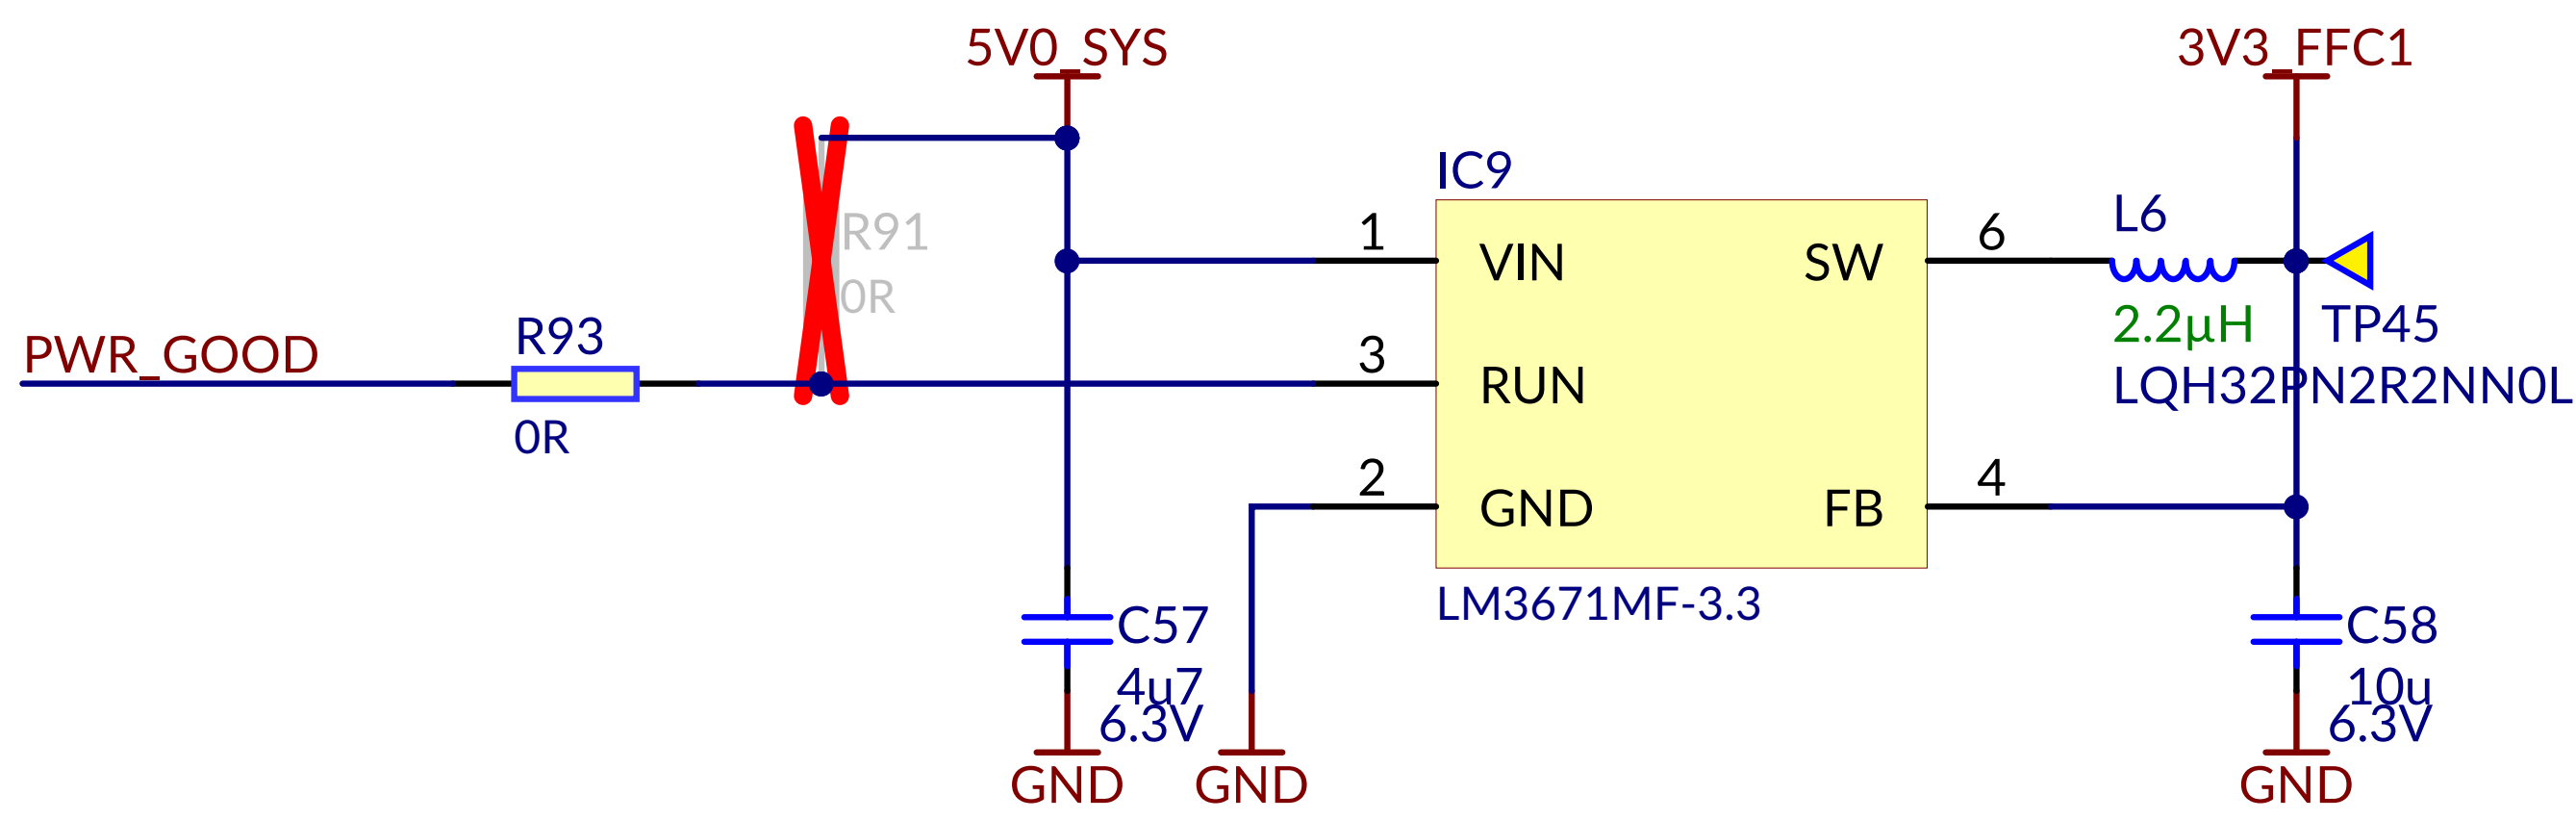 5V0_SYS
3V3_FFC1
IC9
R91
0R
1
VIN
SW
6
L6
2.2µH
TP45
LQH32PN2R2NN0L
PWR_GOOD
R93
0R
3
RUN
2
GND
FB
4
LM3671MF-3.3
C57
4µ7
6.3V
C58
10u
6.3V
GND
GND
GND